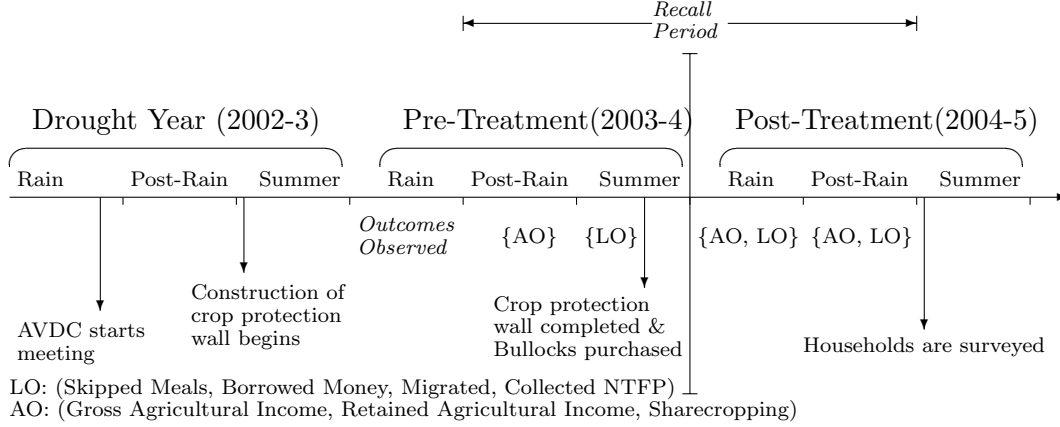 Recall
Period
Drought Year (2002-3) Pre-Treatment(2003-4) Post-Treatment(2004-5)
Rain Post-Rain Summer Rain Post-Rain Summer Rain Post-Rain Summer
Outcomes
Observed
{AO} {LO} {AO, LO} {AO, LO}
AVDC starts
meeting
Construction of
crop protection
wall begins
Crop protection
wall completed &
Bullocks purchased
Households are surveyed
LO: (Skipped Meals, Borrowed Money, Migrated, Collected NTFP)
AO: (Gross Agricultural Income, Retained Agricultural Income, Sharecropping)